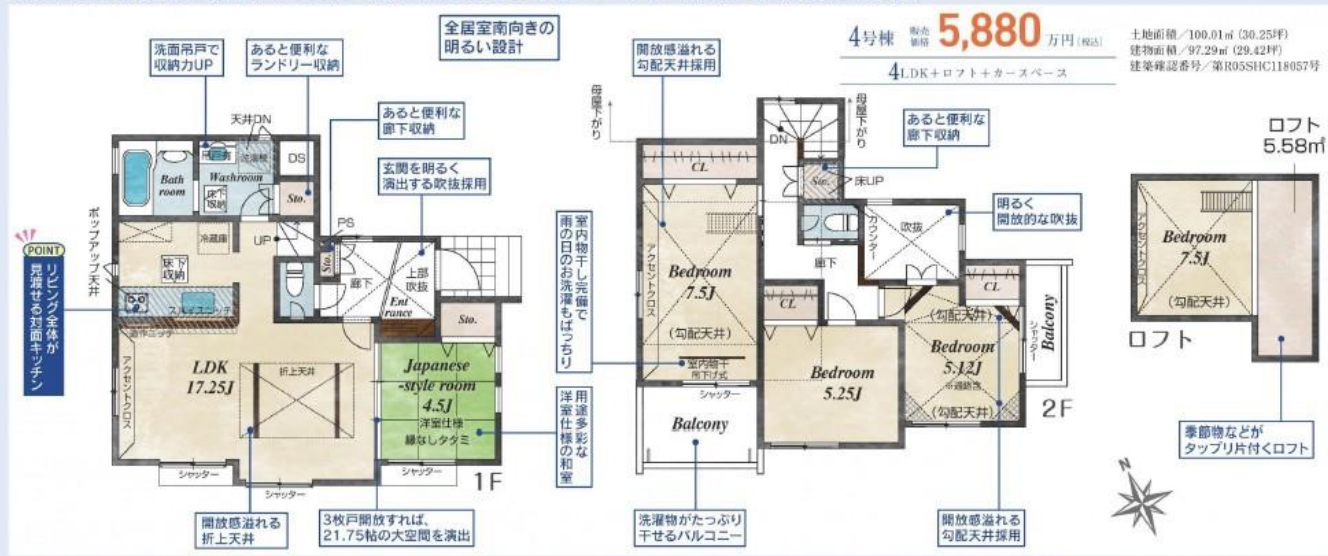 全居室南向きの
明るい設計
4号棟 販売価格 5,880 万円(税込)
4LDK+ロフト+カースペース
土地面積/100.01㎡ (30.25坪)
建物面積/97.29㎡ (29.42坪)
建築確認番号/第R05SHC118057号
洗面吊戸で
収納力UP
あると便利な
ランドリー収納
あると便利な
廊下収納
玄関を明るく
演出する吹抜採用
天井DN
DS
Bath
room
吊戸棚
洗濯機
Washroom
床下
収納
Sto.
PS
ポップアップ天井
冷蔵庫
UP
Sto.
床下
収納
廊下
上部
吹抜
Ent
rance
Sto.
POINT
リビング全体が
見渡せる対面キッチン
アクセントクロス
LDK
17.25J
折上天井
Japanese
-style room
4.5J
洋室仕様
縁なしタタミ
用途多彩な
洋室仕様の和室
シャッター
シャッター
シャッター
1F
開放感溢れる
折上天井
3枚戸開放すれば、
21.75帖の大空間を演出
開放感溢れる
勾配天井採用
母屋下がり
母屋下がり
DN
あると便利な
廊下収納
CL
Sto.
床UP
明るく
開放的な吹抜
カウンター
吹抜
室内物干し完備で
雨の日のお洗濯もばっちり
アクセントクロス
Bedroom
7.5J
(勾配天井)
廊下
CL
CL
(勾配天井)
室内物干
吊下げ式
シャッター
Bedroom
5.25J
Bedroom
5.12J
※通路含
(勾配天井)
シャッター
Balcony
Balcony
2F
洗濯物がたっぷり
干せるバルコニー
開放感溢れる
勾配天井採用
ロフト
5.58㎡
アクセントクロス
Bedroom
7.5J
(勾配天井)
ロフト
季節物などが
タップリ片付くロフト
N